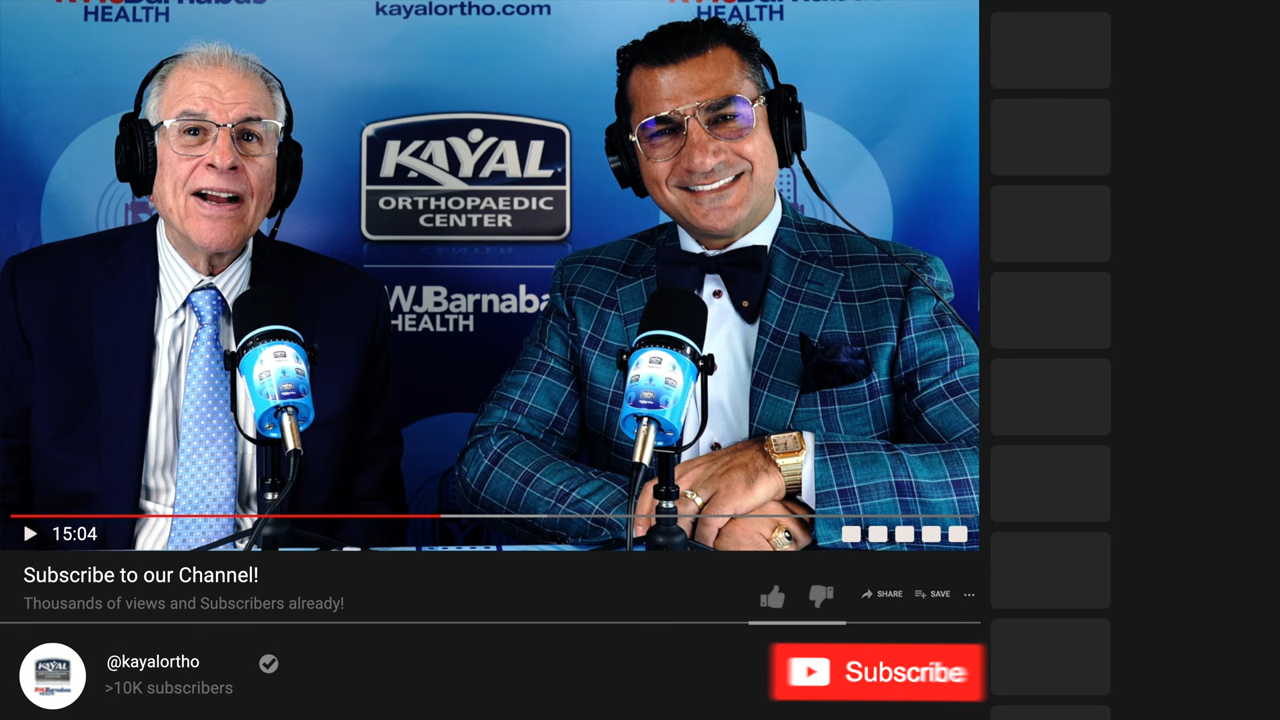 HEALTH
kayalortho.com
HEALTH
KAYAL
ORTHOPAEDIC
CENTER
WJBarnaba
HEALTH
15:04
Subscribe to our Channel!
Thousands of views and Subscribers already!
SHARE
SAVE
@kayalortho
>10K subscribers
Subscribe